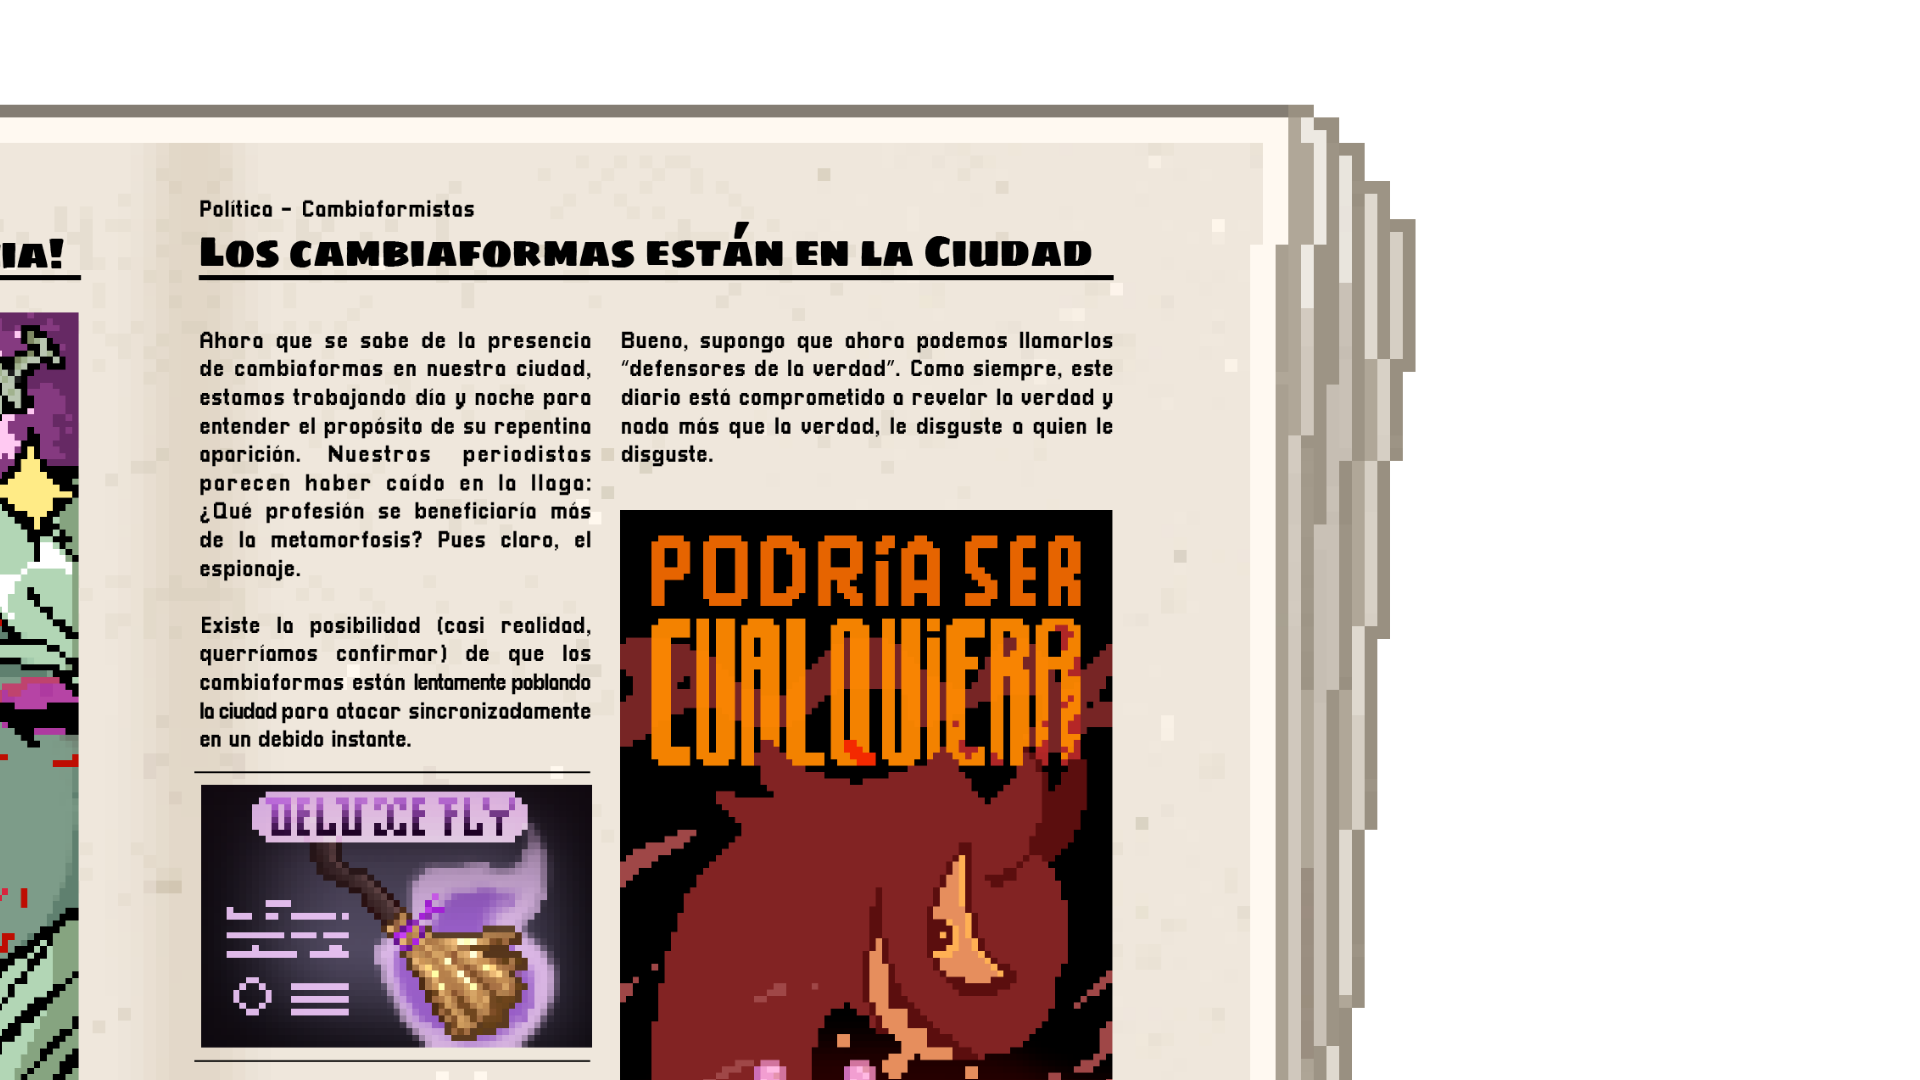 IA!
Política - Cambiaformistas
Los cambiaformas están en la Ciudad
Ahora que se sabe de la presencia
de cambiaformas en nuestra ciudad,
estamos trabajando día y noche para
entender el propósito de su repentina
aparición. Nuestros periodistas
parecen haber caído en la llaga:
¿Qué profesión se beneficiaría más
de la metamorfosis? Pues claro, el
espionaje.
Existe la posibilidad (casi realidad,
querríamos confirmar) de que los
cambiaformas están lentamente poblando
la ciudad para atacar sincronizadamente
en un debido instante.
DELUXE FLY
Bueno, supongo que ahora podemos llamarlos
“defensores de la verdad”. Como siempre, este
diario está comprometido a revelar la verdad y
nada más que la verdad, le disguste a quien le
disguste.
PODRíA SER
CUALQUiERA